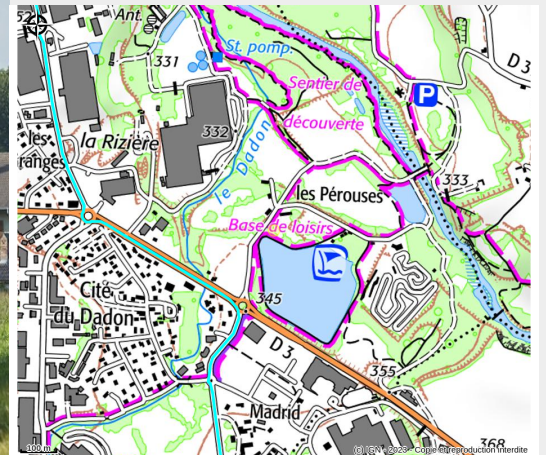 Ant.
St. pomp.
331
D 3
Sentier de
332
découverte
la Rizière
les
ranges
le Dadon
333
les Pérouses
Base de loisirs
345
Cité
du Dadon
D 3
355
Madrid
368
100 m
(c) IGN - 2023 - Copie et reproduction interdite
P